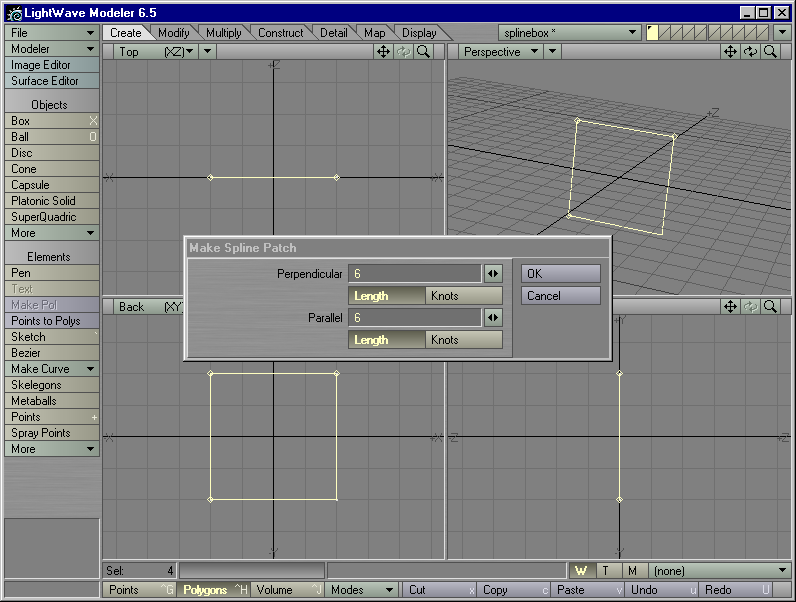 LightWave Modeler 6.5
File
Create Modify Multiply Construct Detail Map Display
splinebox *
Modeler
Image Editor
Surface Editor
Top (XZ)
Perspective
Objects
Box X
Ball O
Disc
Cone
Capsule
Platonic Solid
SuperQuadric
More
Elements
Pen
Text
Make Pol
Points to Polys
Sketch `
Bezier
Make Curve
Skelegons
Metaballs
Points +
Spray Points
More
Z
X
X
Z
Make Spline Patch
Perpendicular 6
Length Knots
Parallel 6
Length Knots
OK
Cancel
Back (XY
X
X
Y
Z
Z
Sel: 4
W T M (none)
Points ^G Polygons ^H Volume ^J Modes Cut x Copy c Paste v Undo u Redo U